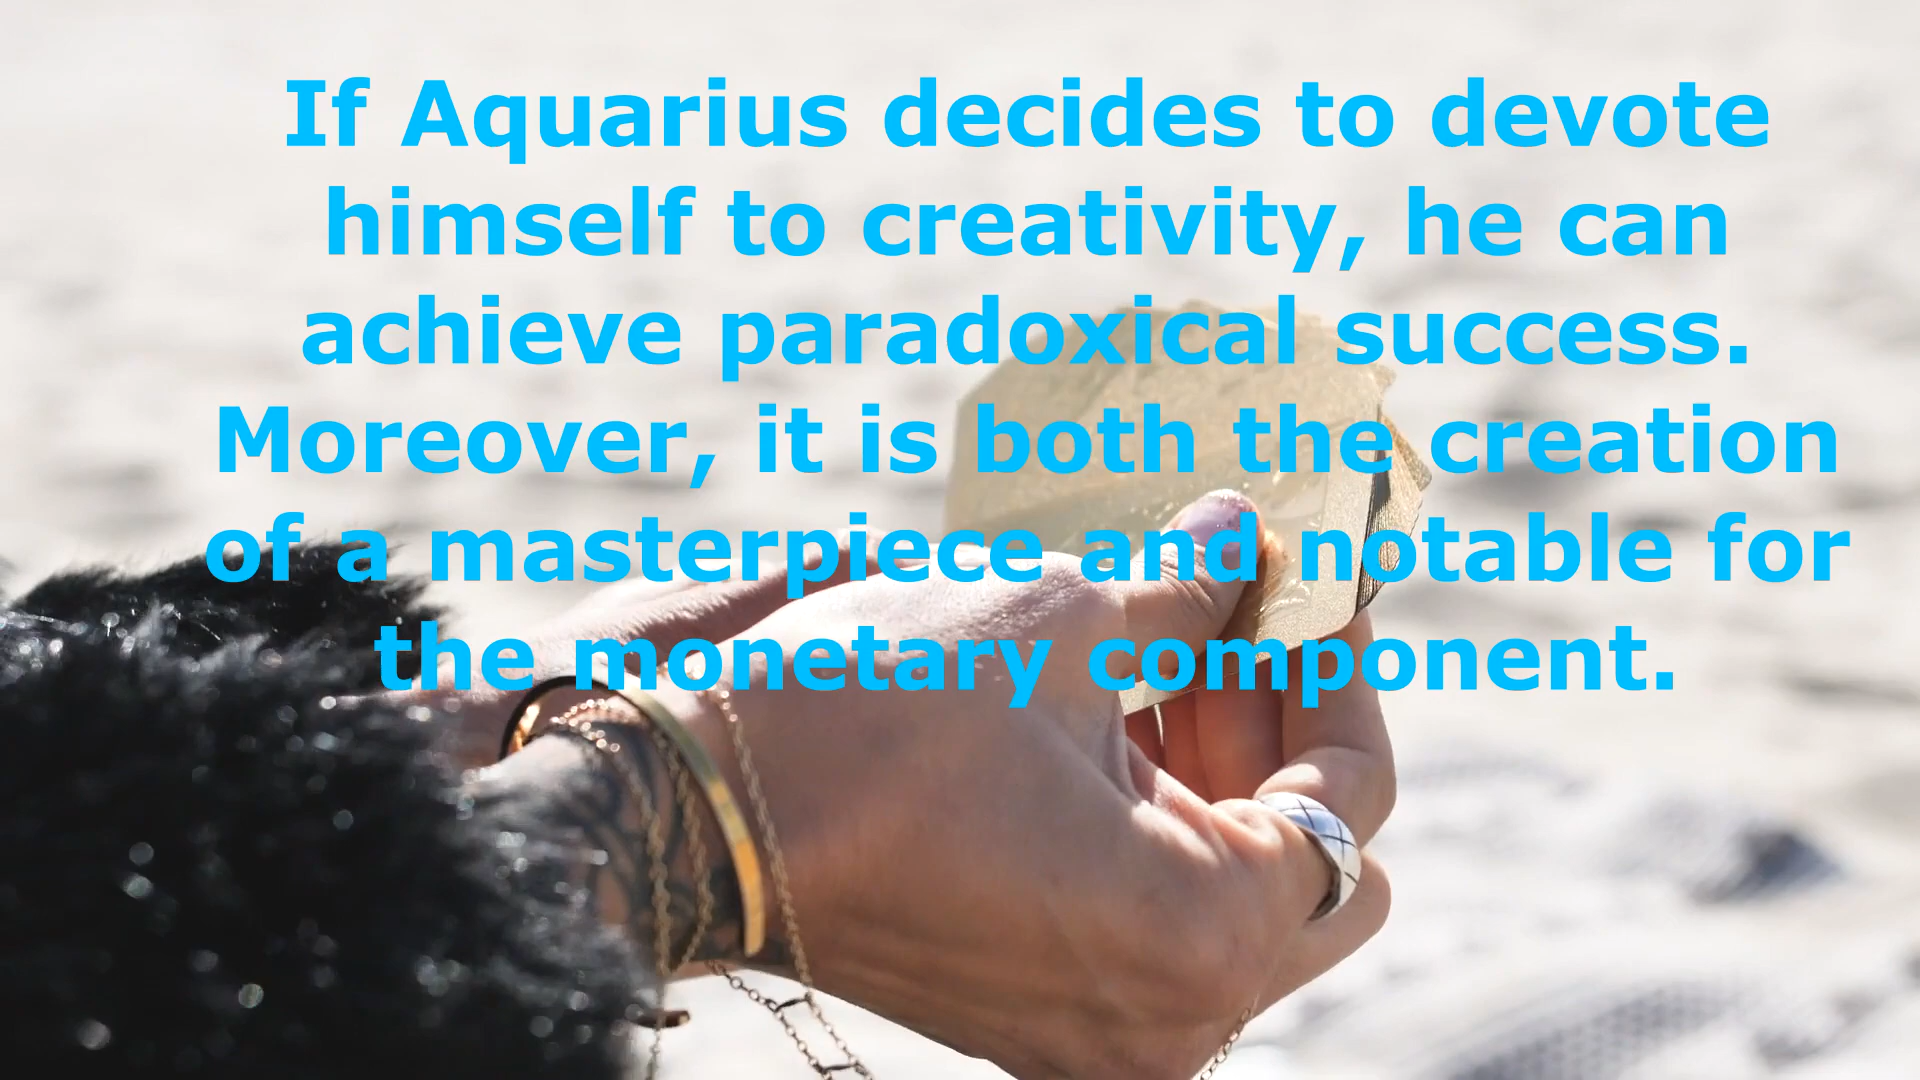 If Aquarius decides to devote
himself to creativity, he can
achieve paradoxical success.
Moreover, it is both the creation
of a masterpiece and notable for
the monetary component.